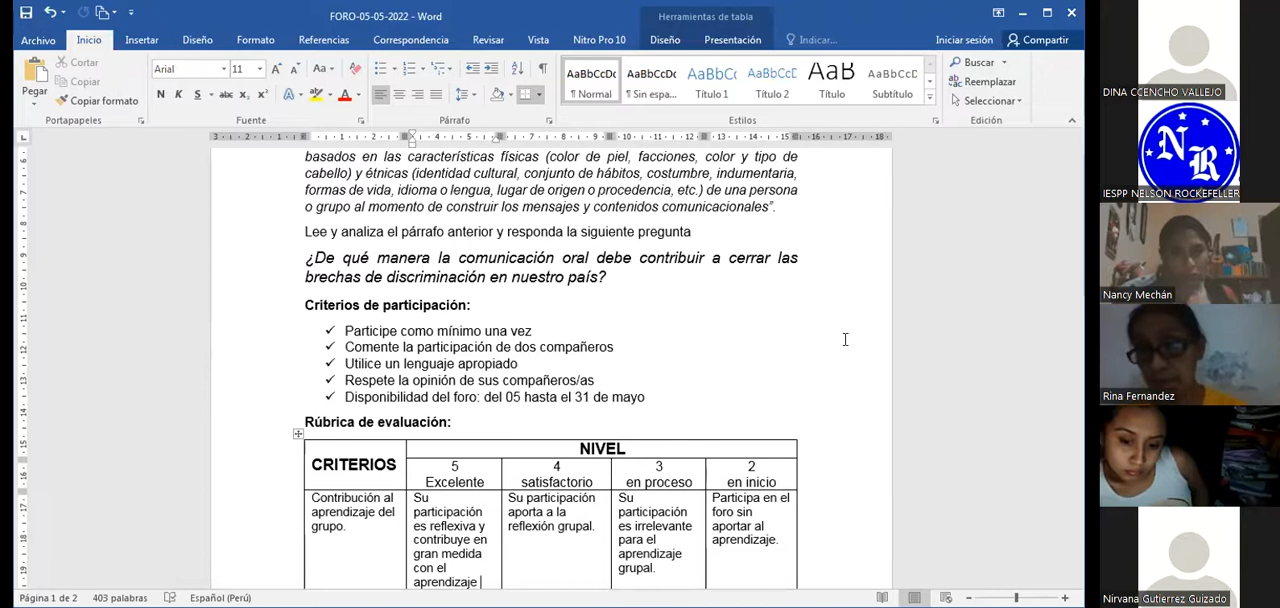 FORO-05-05-2022 - Word
Herramientas de tabla
Archivo Inicio Insertar Diseño Formato Referencias Correspondencia Revisar Vista Nitro Pro 10 Diseño Presentación Indicar... Iniciar sesión Compartir
Pegar
Cortar
Copiar
Copiar formato
Arial 11 Aa
N K S abc x₂ x²
AaBbCcDc AaBbCcDc AaBbC AaBbCcD AaB AaBbCcD
¶ Normal ¶ Sin espa... Título 1 Título 2 Título Subtítulo
Buscar
Reemplazar
Seleccionar
Portapapeles Fuente Párrafo Estilos Edición
basados en las características físicas (color de piel, facciones, color y tipo de
cabello) y étnicas (identidad cultural, conjunto de hábitos, costumbre, indumentaria,
formas de vida, idioma o lengua, lugar de origen o procedencia, etc.) de una persona
o grupo al momento de construir los mensajes y contenidos comunicacionales”.
Lee y analiza el párrafo anterior y responda la siguiente pregunta
¿De qué manera la comunicación oral debe contribuir a cerrar las
brechas de discriminación en nuestro país?
Criterios de participación:
✓ Participe como mínimo una vez
✓ Comente la participación de dos compañeros
✓ Utilice un lenguaje apropiado
✓ Respete la opinión de sus compañeros/as
✓ Disponibilidad del foro: del 05 hasta el 31 de mayo
Rúbrica de evaluación:
CRITERIOS
NIVEL
5
Excelente
4
satisfactorio
3
en proceso
2
en inicio
Contribución al
aprendizaje del
grupo.
Su
participación
es reflexiva y
contribuye en
gran medida
con el
aprendizaje
Su participación
aporta a la
reflexión grupal.
Su
participación
es irrelevante
para el
aprendizaje
grupal.
Participa en el
foro sin
aportar al
aprendizaje.
Página 1 de 2 403 palabras Español (Perú)
DINA CCENCHO VALLEJO
NR
IESPP NELSON ROCKEFELLER
Nancy Mechán
Rina Fernandez
Nirvana Gutierrez Guizado